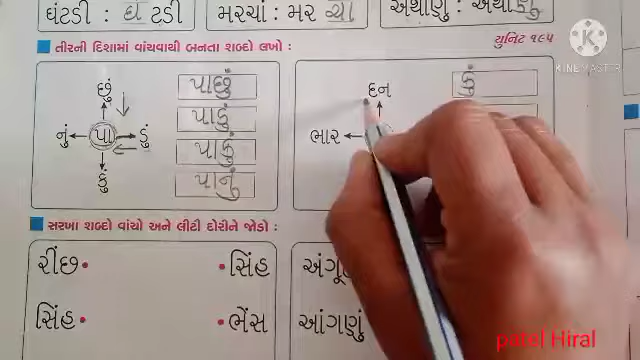 ઘંટડી : ઘં ટડી
મરચાં : મર ચાં
અથાણું : અથા ણું
તીરની દિશામાં વાંચવાથી બનતા શબ્દો લખો :
યુનિટ ૧૯૫
છું
નું પા ડું
કું
પાછું
પાડું
પાકું
પાનું
દન
ભાર
કું
સરખા શબ્દો વાંચો અને લીટી દોરીને જોડો :
રીંછ
સિંહ
સિંહ
ભેંસ
આંગણું
KINEMASTER
patel Hiral